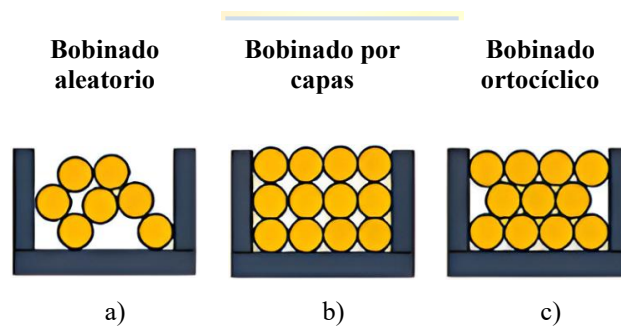 Bobinado
aleatorio
Bobinado por
capas
Bobinado
ortocíclico
a)
b)
c)